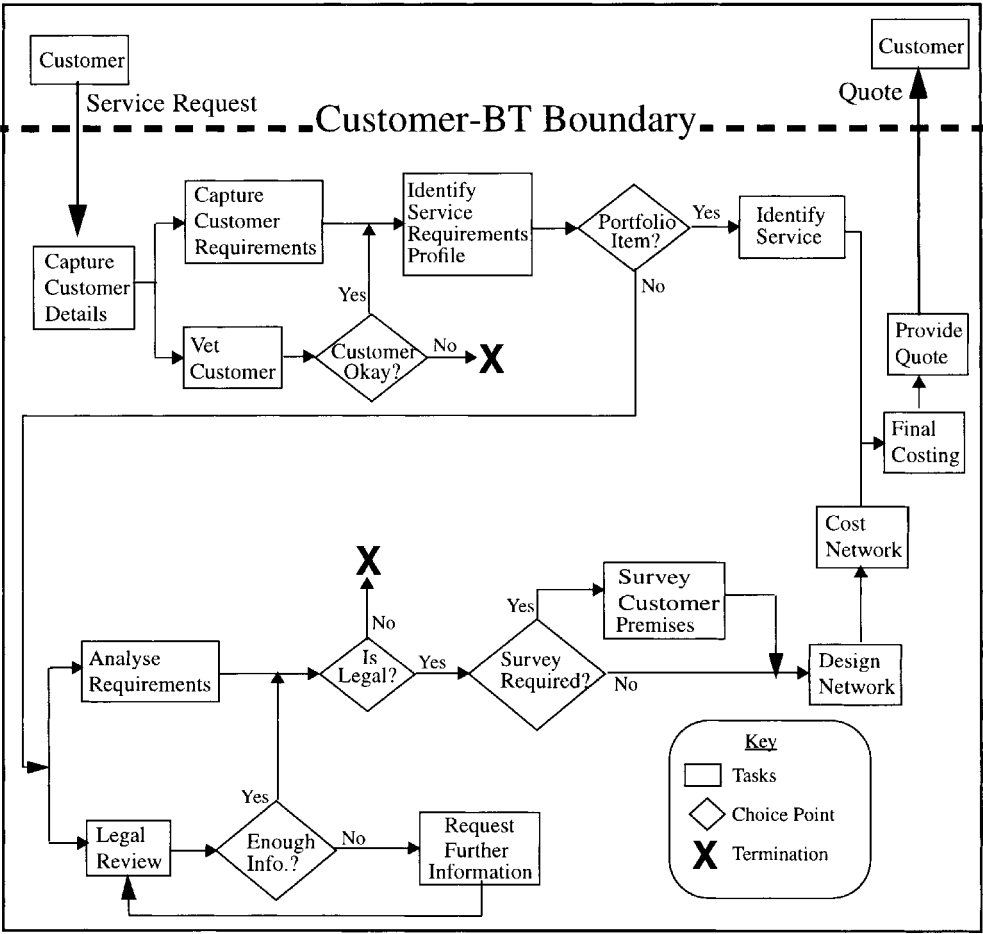 Customer
Service Request
Customer
Quote
Customer-BT Boundary
Capture
Customer
Details
Capture
Customer
Requirements
Identify
Service
Requirements
Profile
Portfolio
Item?
Yes
No
Identify
Service
Vet
Customer
Customer
Okay?
Yes
No
X
Provide
Quote
Final
Costing
Cost
Network
X
No
Analyse
Requirements
Is
Legal?
Yes
Survey
Required?
Yes
No
Survey
Customer
Premises
Design
Network
Legal
Review
Enough
Info.?
Yes
No
Request
Further
Information
Key
Tasks
Choice Point
X Termination